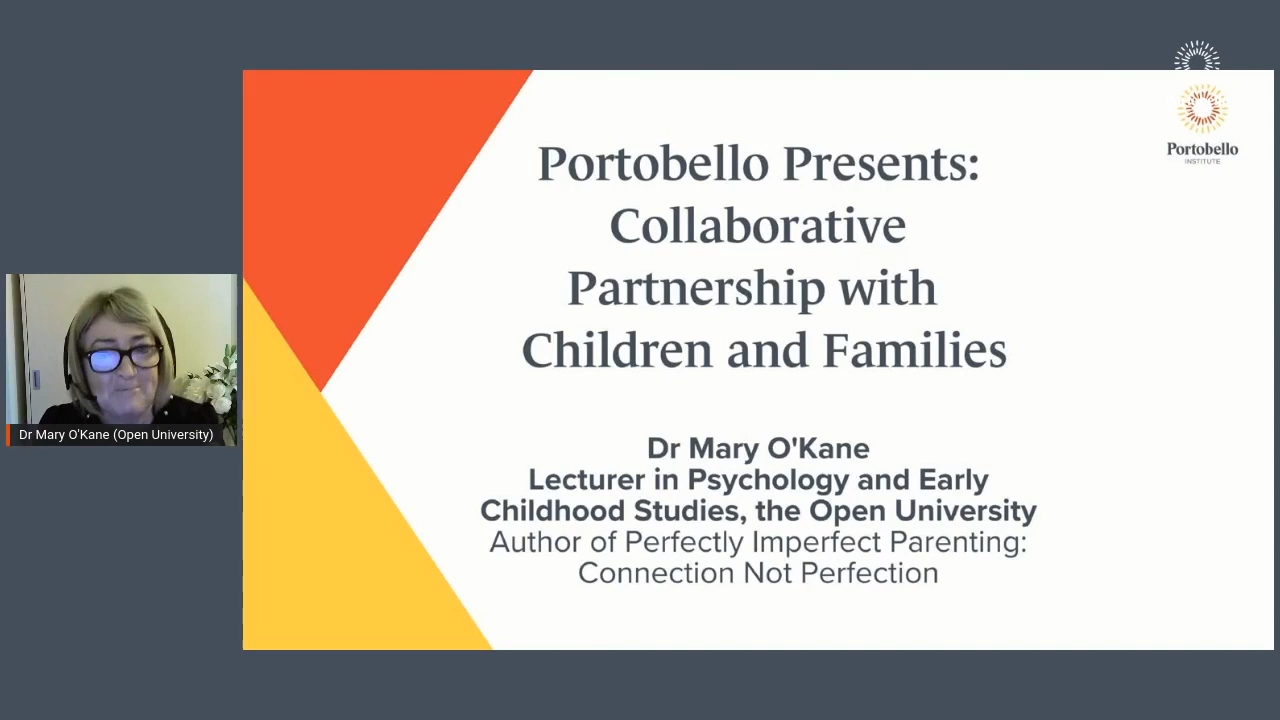 Portobello
INSTITUTE
Portobello Presents:
Collaborative
Partnership with
Children and Families
Dr Mary O'Kane
Lecturer in Psychology and Early
Childhood Studies, the Open University
Author of Perfectly Imperfect Parenting:
Connection Not Perfection
Dr Mary O'Kane (Open University)